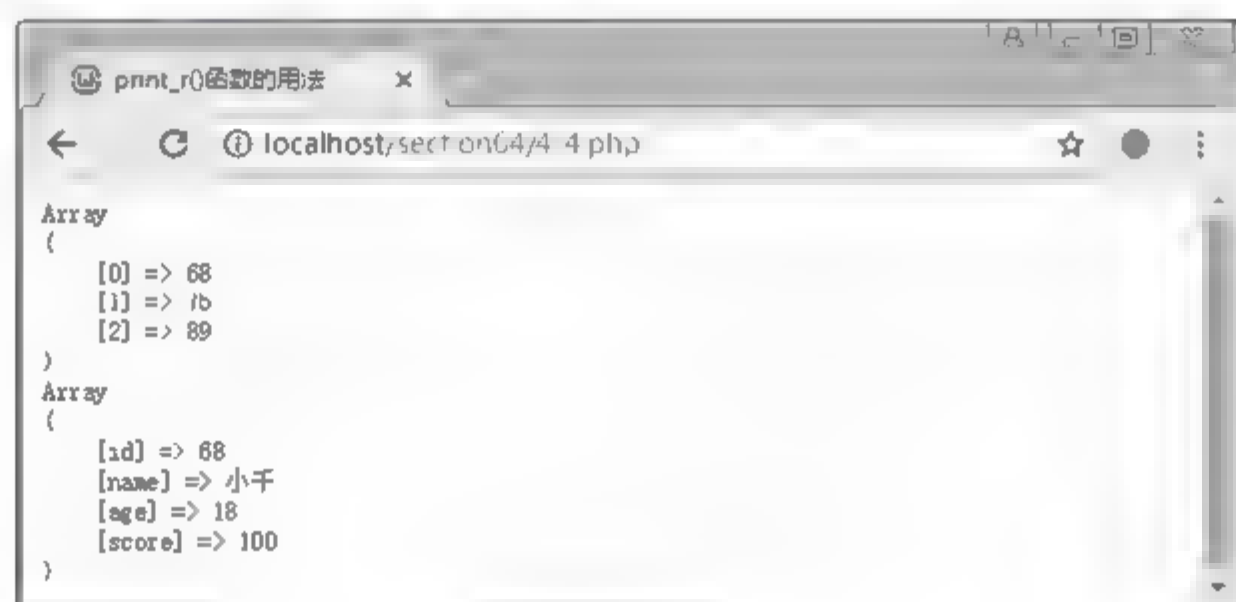 print_r()函数的用法
localhost/section64/4-4.php
Array
(
[0] => 68
[1] => 76
[2] => 89
)
Array
(
[id] => 68
[name] => 小千
[age] => 18
[score] => 100
)